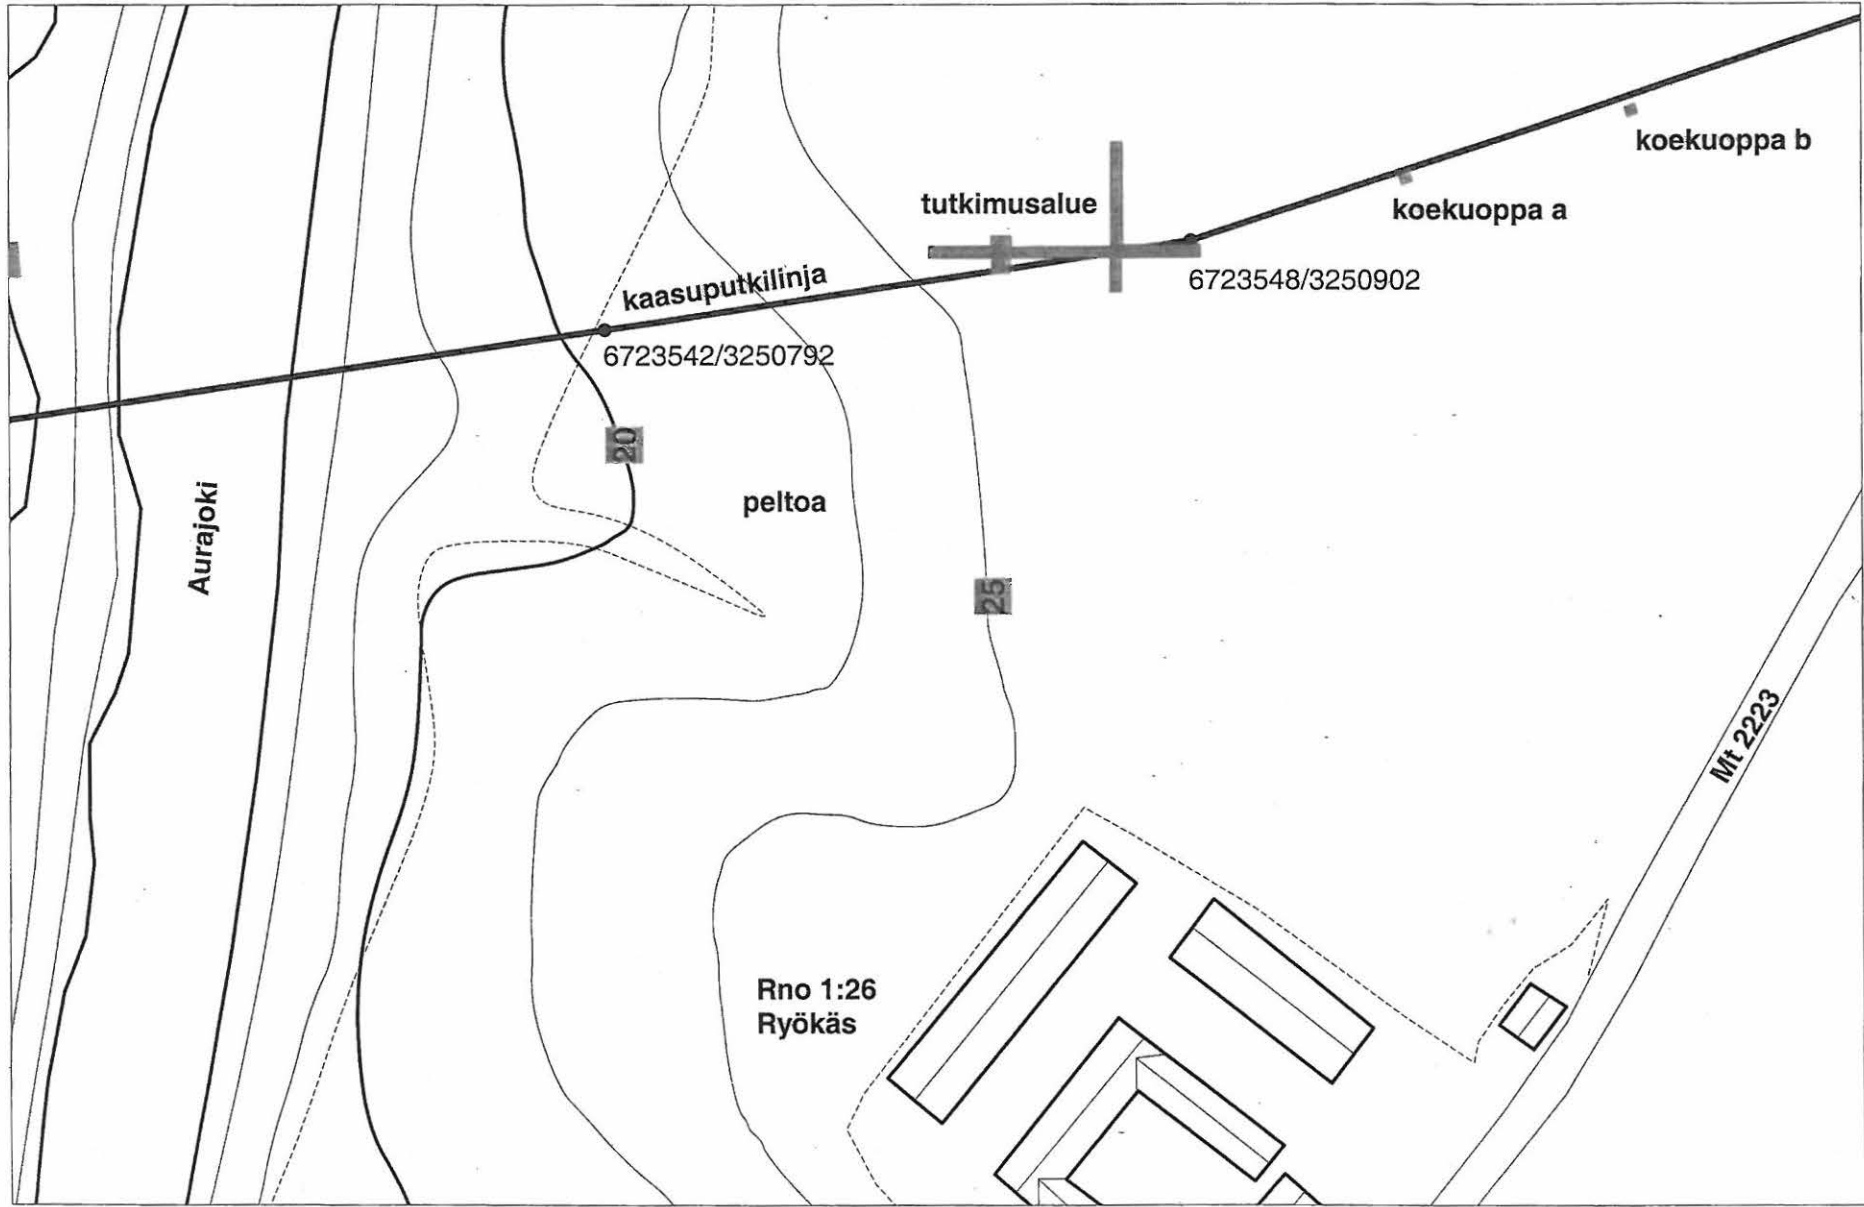 koekuoppa b
tutkimusalue
koekuoppa a
kaasuputkilinja
6723548/3250902
6723542/3250792
20
peltoa
Aurajoki
25
Mt 2223
Rno 1:26
Ryökäs